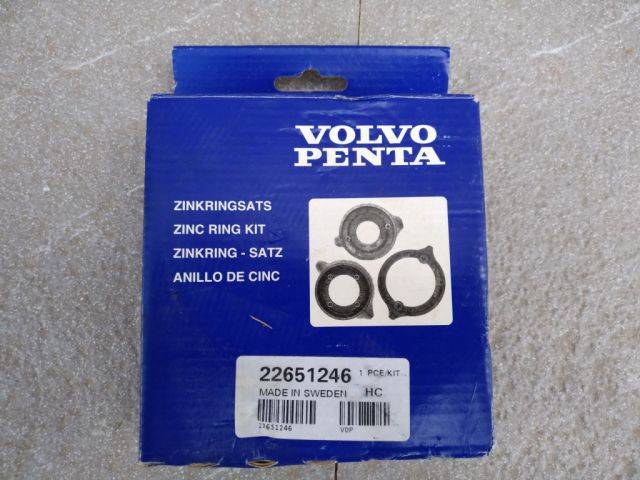 VOLVO
PENTA
ZINKRINGSATS
ZINC RING KIT
ZINKRING - SATZ
ANILLO DE CINC
22651246 1 PCE/KIT
MADE IN SWEDEN HC
22651246 VOP